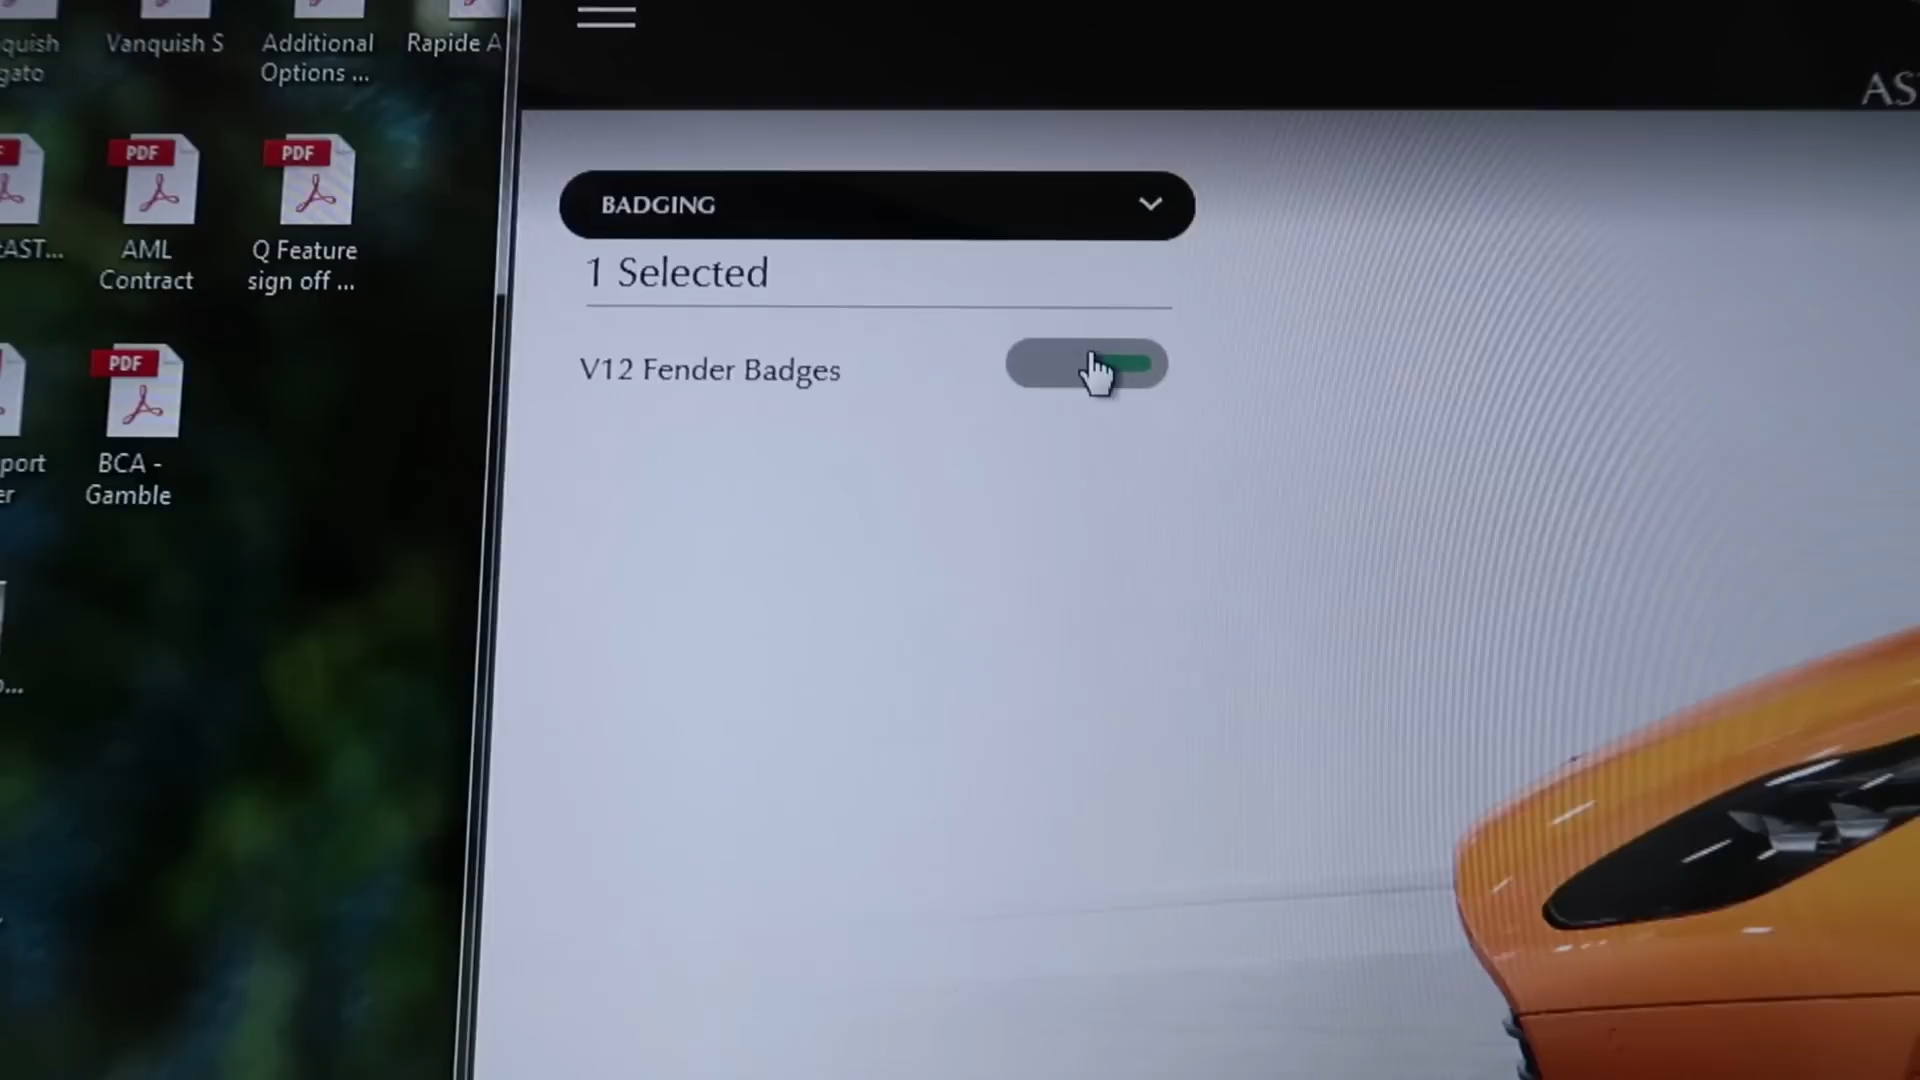 quish
gato
Vanquish S
Additional
Options ...
Rapide A
AST...
PDF
AML
Contract
PDF
Q Feature
sign off ...
port
er
PDF
BCA -
Gamble
AS
BADGING
1 Selected
V12 Fender Badges